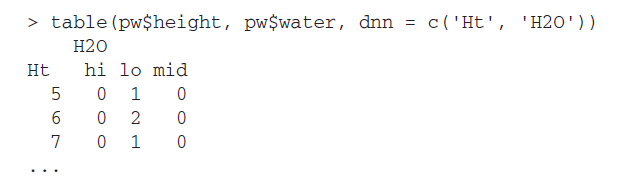 > table(pw$height, pw$water, dnn = c('Ht', 'H2O'))
H2O
Ht hi lo mid
5 0 1 0
6 0 2 0
7 0 1 0
...